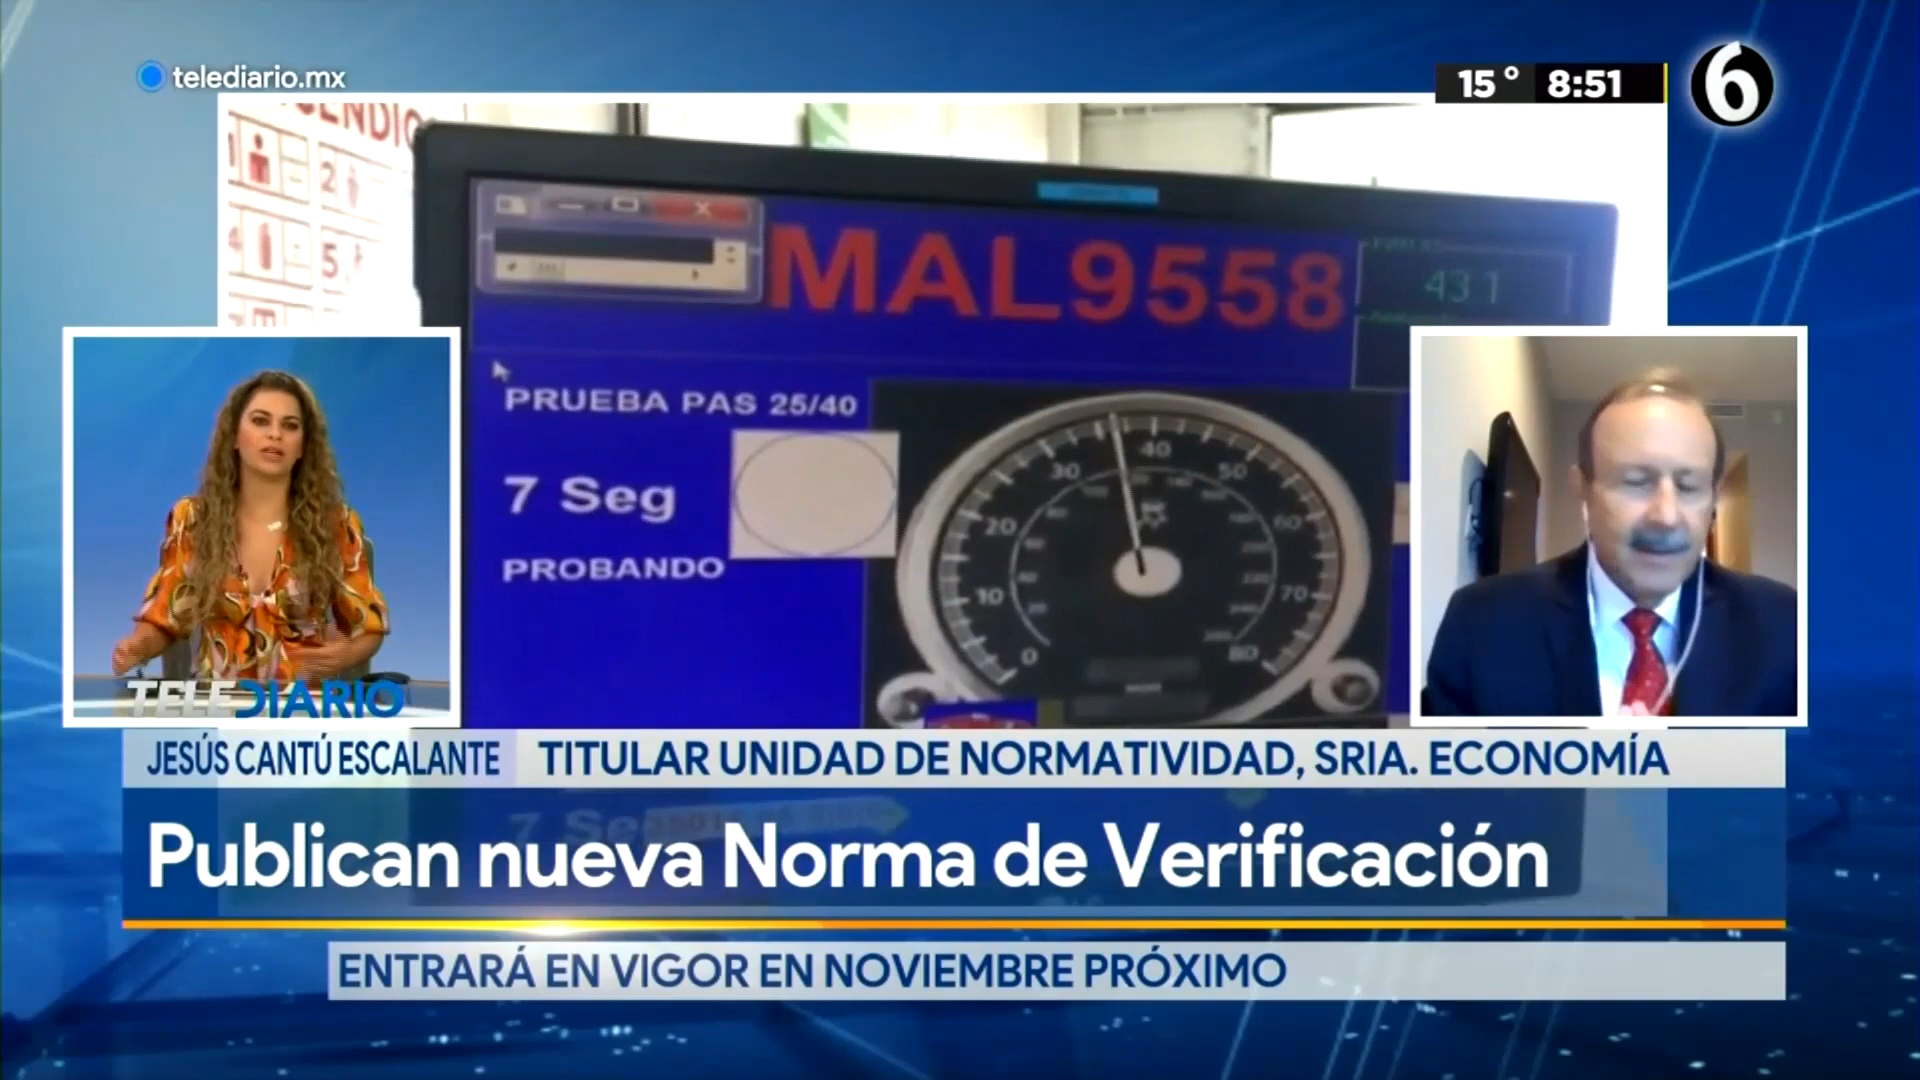 telediario.mx
15° 8:51
6
MAL9558
43.1
PRUEBA PAS 25/40
7 Seg
PROBANDO
0
10
20
30
40
50
60
70
80
TELEDIARIO
JESÚS CANTÚ ESCALANTE TITULAR UNIDAD DE NORMATIVIDAD, SRIA. ECONOMÍA
Publican nueva Norma de Verificación
ENTRARÁ EN VIGOR EN NOVIEMBRE PRÓXIMO